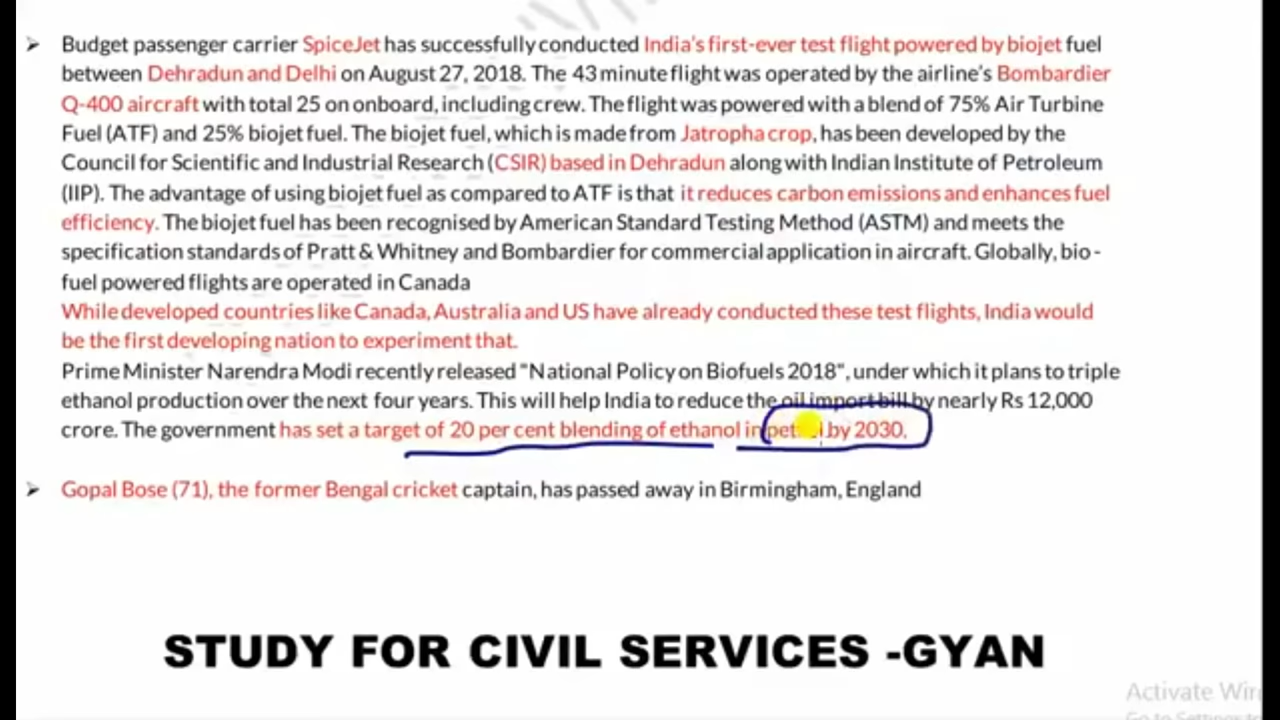 ➢ Budget passenger carrier SpiceJet has successfully conducted India's first-ever test flight powered by biojet fuel
between Dehradun and Delhi on August 27, 2018. The 43 minute flight was operated by the airline's Bombardier
Q-400 aircraft with total 25 on onboard, including crew. The flight was powered with a blend of 75% Air Turbine
Fuel (ATF) and 25% biojet fuel. The biojet fuel, which is made from Jatropha crop, has been developed by the
Council for Scientific and Industrial Research (CSIR) based in Dehradun along with Indian Institute of Petroleum
(IIP). The advantage of using biojet fuel as compared to ATF is that it reduces carbon emissions and enhances fuel
efficiency. The biojet fuel has been recognised by American Standard Testing Method (ASTM) and meets the
specification standards of Pratt & Whitney and Bombardier for commercial application in aircraft. Globally, bio-
fuel powered flights are operated in Canada
While developed countries like Canada, Australia and US have already conducted these test flights, India would
be the first developing nation to experiment that.
Prime Minister Narendra Modi recently released "National Policy on Biofuels 2018", under which it plans to triple
ethanol production over the next four years. This will help India to reduce the oil import bill by nearly Rs 12,000
crore. The government has set a target of 20 per cent blending of ethanol in by 2030.
➢ Gopal Bose (71), the former Bengal cricket captain, has passed away in Birmingham, England
STUDY FOR CIVIL SERVICES -GYAN
Activate